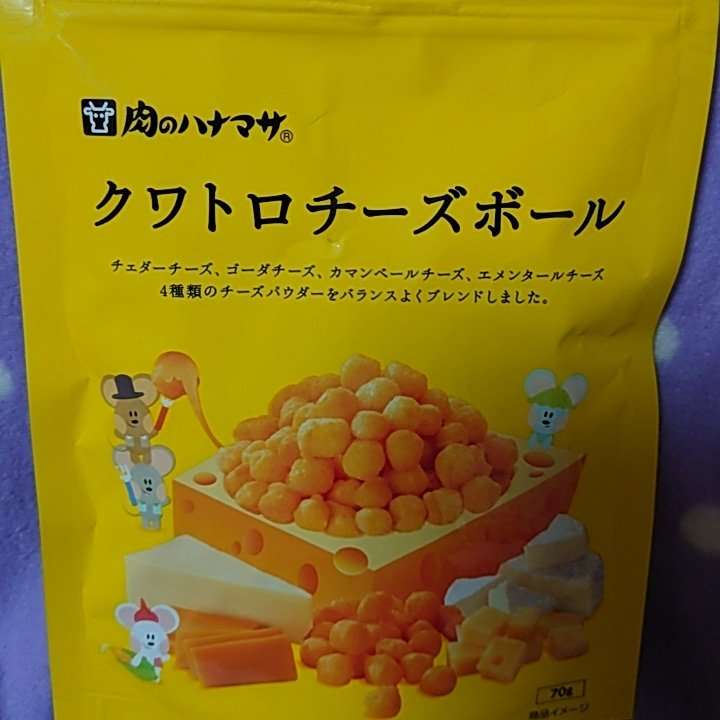 肉のハナマサ®
クワトロチーズボール
チェダーチーズ、ゴーダチーズ、カマンベールチーズ、エメンタールチーズ
4種類のチーズパウダーをバランスよくブレンドしました。
70g
商品イメージ